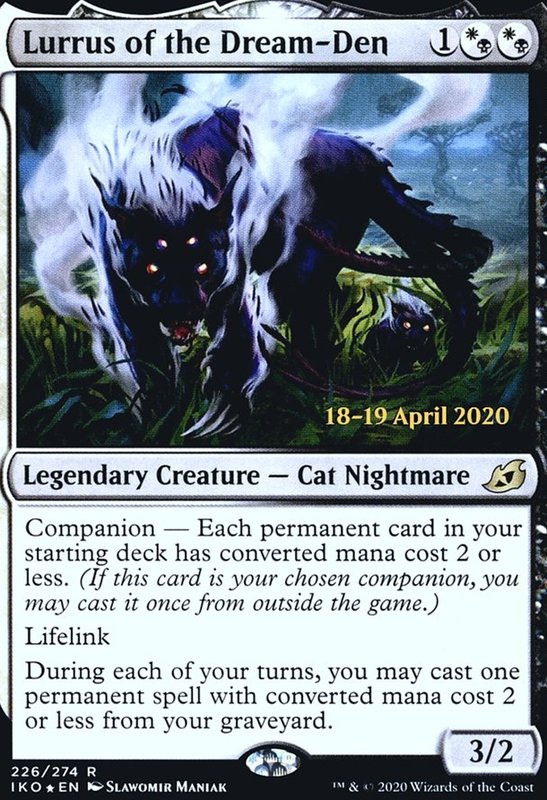 Lurrus of the Dream-Den 1
18-19 April 2020
Legendary Creature — Cat Nightmare
Companion — Each permanent card in your
starting deck has converted mana cost 2 or
less. (If this card is your chosen companion, you
may cast it once from outside the game.)
Lifelink
During each of your turns, you may cast one
permanent spell with converted mana cost 2
or less from your graveyard.
3/2
226/274 R
IKO★EN Slawomir Maniak
™ & © 2020 Wizards of the Coast